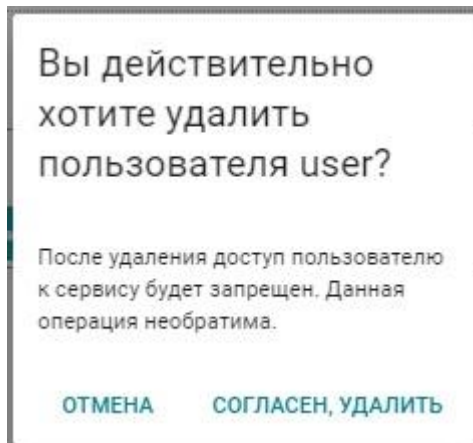 Вы действительно
хотите удалить
пользователя user?
После удаления доступ пользователю
к сервису будет запрещен. Данная
операция необратима.
ОТМЕНА СОГЛАСЕН, УДАЛИТЬ